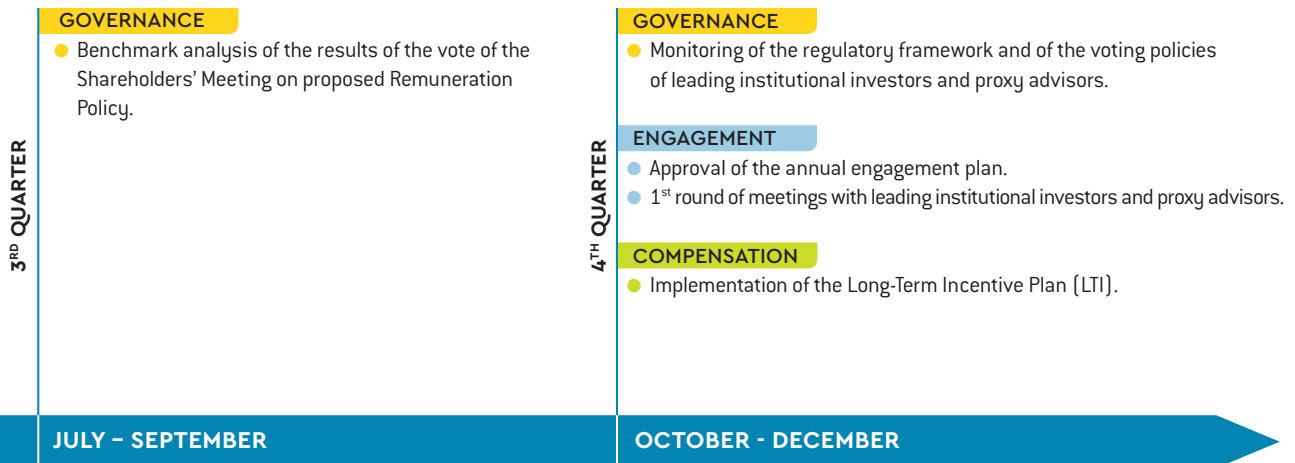 GOVERNANCE
Benchmark analysis of the results of the vote of the
Shareholders’ Meeting on proposed Remuneration
Policy.
3RD QUARTER
JULY – SEPTEMBER
GOVERNANCE
Monitoring of the regulatory framework and of the voting policies
of leading institutional investors and proxy advisors.
ENGAGEMENT
Approval of the annual engagement plan.
1st round of meetings with leading institutional investors and proxy advisors.
COMPENSATION
Implementation of the Long-Term Incentive Plan (LTI).
4TH QUARTER
OCTOBER - DECEMBER